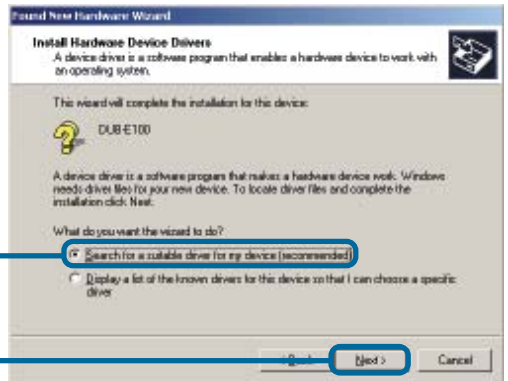 Found New Hardware Wizard
Install Hardware Device Drivers
A device driver is a software program that enables a hardware device to work with
an operating system.
This wizard will complete the installation for this device:
DUB-E100
A device driver is a software program that makes a hardware device work. Windows
needs driver files for your new device. To locate driver files and complete the
installation click Next.
What do you want the wizard to do?
Search for a suitable driver for my device (recommended)
Display a list of the known drivers for this device so that I can choose a specific
driver
< Back Next > Cancel